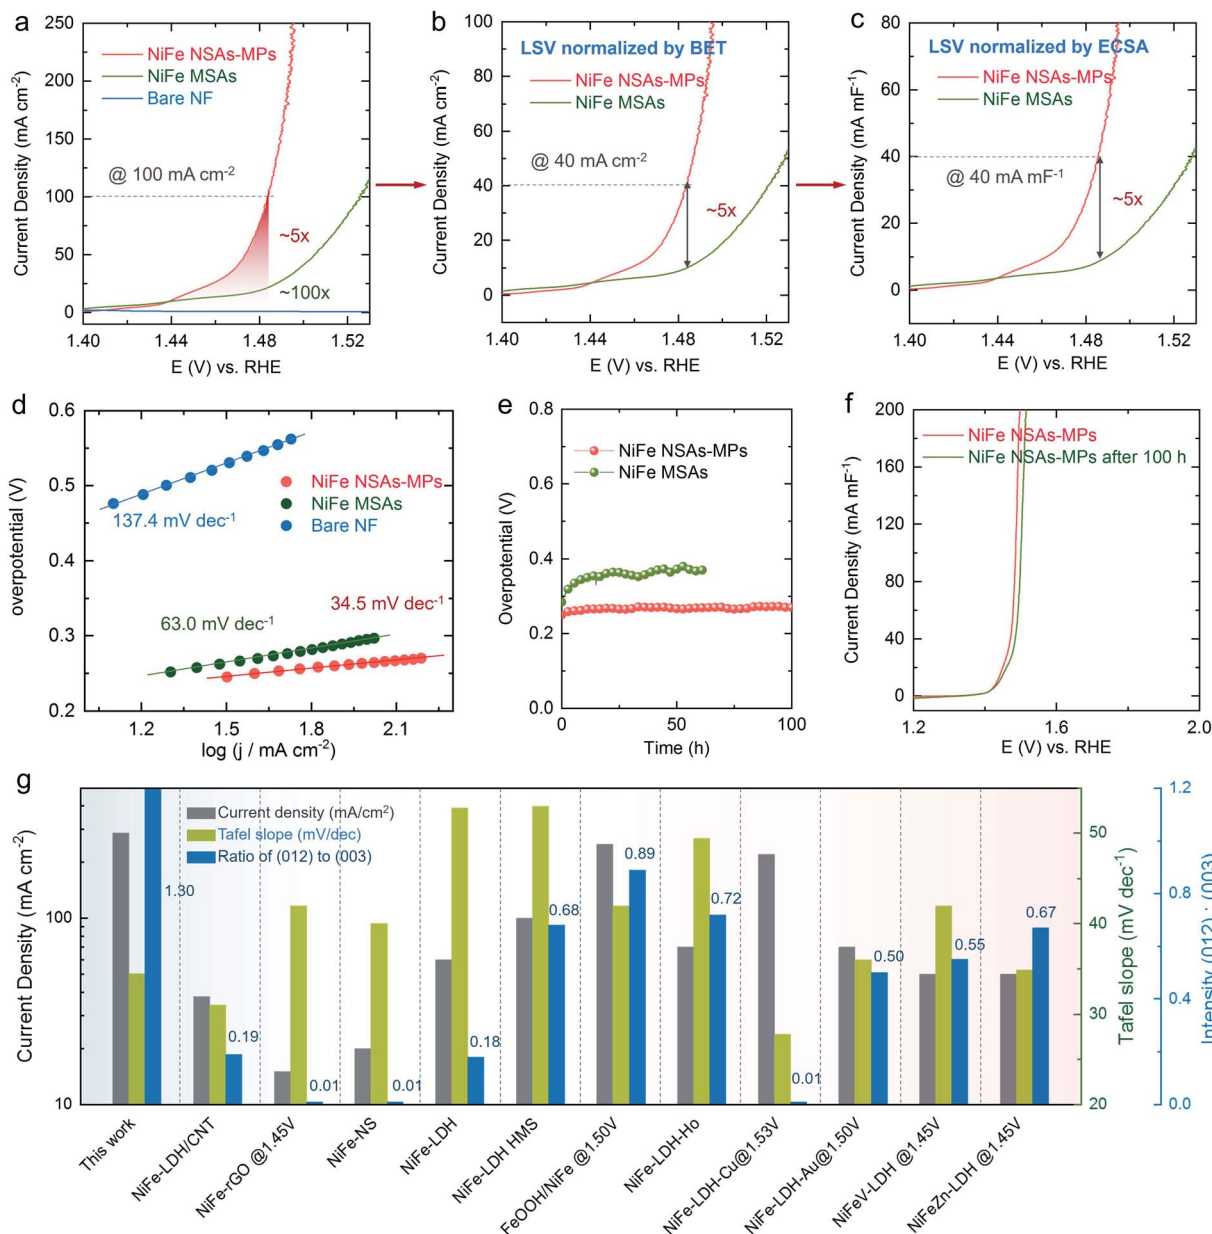 a
NiFe NSAs-MPs
NiFe MSAs
Bare NF
@ 100 mA cm⁻²
~5x
~100x
250
200
150
100
50
0
Current Density (mA cm⁻²)
1.40
1.44
1.48
1.52
E (V) vs. RHE
b
LSV normalized by BET
NiFe NSAs-MPs
NiFe MSAs
@ 40 mA cm⁻²
~5x
100
80
60
40
20
0
Current Density (mA cm⁻²)
1.40
1.44
1.48
1.52
E (V) vs. RHE
c
LSV normalized by ECSA
NiFe NSAs-MPs
NiFe MSAs
@ 40 mA mF⁻¹
~5x
80
60
40
20
0
Current Density (mA mF⁻¹)
1.40
1.44
1.48
1.52
E (V) vs. RHE
d
0.6
0.5
0.4
0.3
0.2
overpotential (V)
NiFe NSAs-MPs
NiFe MSAs
Bare NF
137.4 mV dec⁻¹
34.5 mV dec⁻¹
63.0 mV dec⁻¹
1.2
1.5
1.8
2.1
log (j / mA cm⁻²)
e
0.8
0.6
0.4
0.2
0.0
Overpotential (V)
NiFe NSAs-MPs
NiFe MSAs
0
50
100
Time (h)
f
NiFe NSAs-MPs
NiFe NSAs-MPs after 100 h
200
160
120
80
40
0
Current Density (mA mF⁻¹)
1.2
1.4
1.6
1.8
2.0
E (V) vs. RHE
g
Current density (mA/cm²)
Tafel slope (mV/dec)
Ratio of (012) to (003)
100
10
Current Density (mA cm⁻²)
1.30
0.19
0.01
0.01
0.18
0.68
0.89
0.72
0.01
0.50
0.55
0.67
50
40
30
20
Tafel slope (mV dec⁻¹)
1.2
0.8
0.4
0.0
Intensity (012) : (003)
This work
NiFe-LDH/CNT
NiFe-rGO @1.45V
NiFe-NS
NiFe-LDH
NiFe-LDH HMS
FeOOH/NiFe @1.50V
NiFe-LDH-Ho
NiFe-LDH-Cu@1.53V
NiFe-LDH-Au@1.50V
NiFeV-LDH @1.45V
NiFeZn-LDH @1.45V